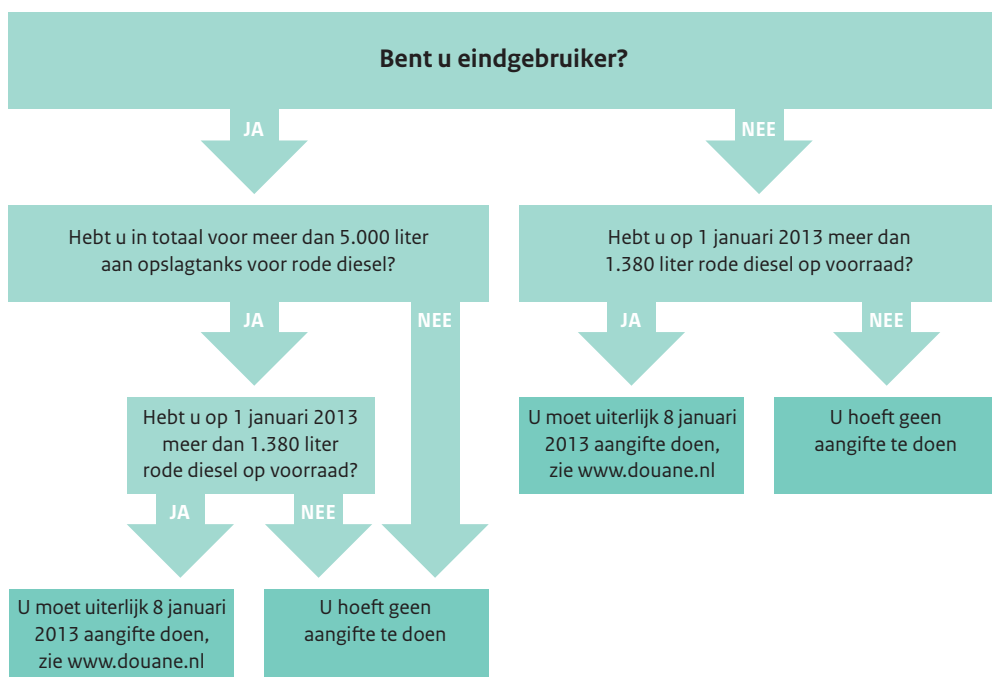 Bent u eindgebruiker?
JA
NEE
Hebt u in totaal voor meer dan 5.000 liter
aan opslagtanks voor rode diesel?
Hebt u op 1 januari 2013 meer dan
1.380 liter rode diesel op voorraad?
JA
NEE
JA
NEE
Hebt u op 1 januari 2013
meer dan 1.380 liter
rode diesel op voorraad?
U moet uiterlijk 8 januari
2013 aangifte doen,
zie www.douane.nl
U hoeft geen
aangifte te doen
JA
NEE
U moet uiterlijk 8 januari
2013 aangifte doen,
zie www.douane.nl
U hoeft geen
aangifte te doen